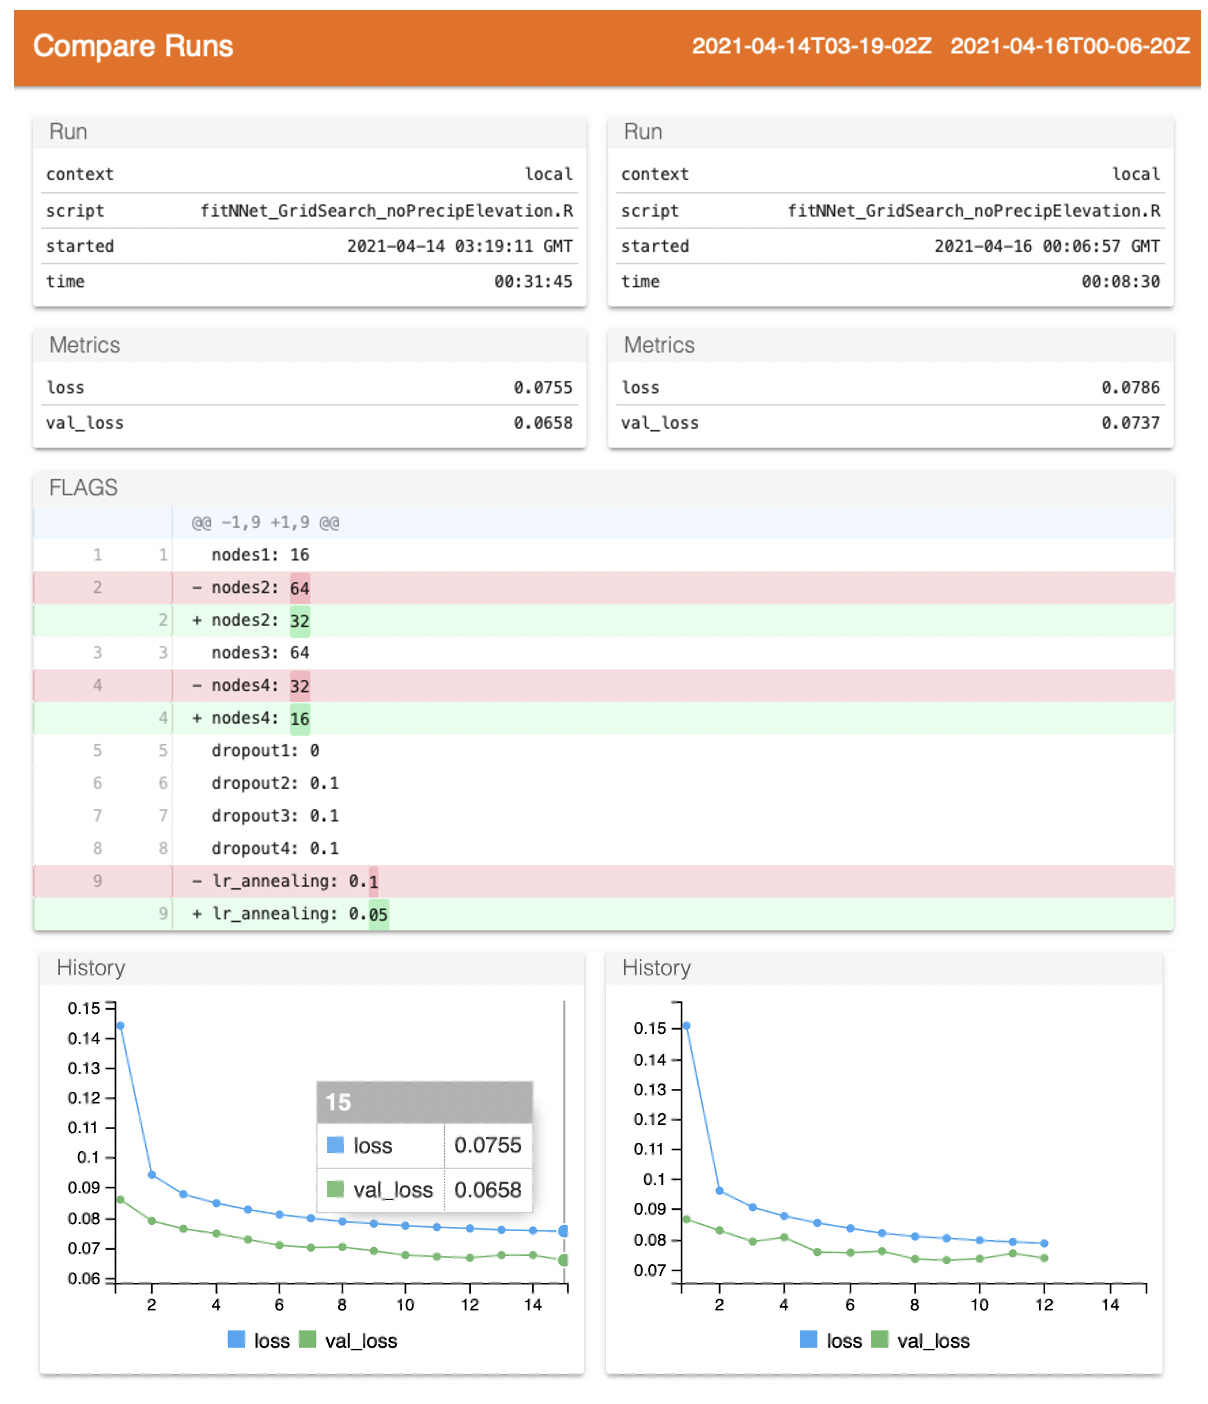 Compare Runs 2021-04-14T03-19-02Z 2021-04-16T00-06-20Z
Run
context local
script fitNNet_GridSearch_noPrecipElevation.R
started 2021-04-14 03:19:11 GMT
time 00:31:45
Run
context local
script fitNNet_GridSearch_noPrecipElevation.R
started 2021-04-16 00:06:57 GMT
time 00:08:30
Metrics
loss 0.0755
val_loss 0.0658
Metrics
loss 0.0786
val_loss 0.0737
FLAGS
@@ -1,9 +1,9 @@
1 1 nodes1: 16
2 - nodes2: 64
2 + nodes2: 32
3 3 nodes3: 64
4 - nodes4: 32
4 + nodes4: 16
5 5 dropout1: 0
6 6 dropout2: 0.1
7 7 dropout3: 0.1
8 8 dropout4: 0.1
9 - lr_annealing: 0.1
9 + lr_annealing: 0.05
History
0.15
0.14
0.13
0.12
0.11
0.1
0.09
0.08
0.07
0.06
15
loss 0.0755
val_loss 0.0658
2 4 6 8 10 12 14
loss val_loss
History
0.15
0.14
0.13
0.12
0.11
0.1
0.09
0.08
0.07
2 4 6 8 10 12 14
loss val_loss